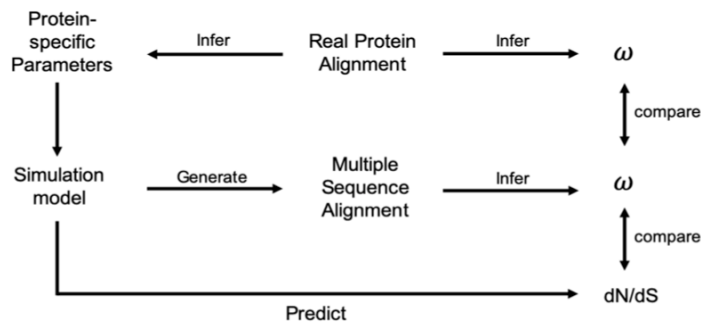 Protein-
specific
Parameters
Infer
Real Protein
Alignment
Infer
ω
compare
Simulation
model
Generate
Multiple
Sequence
Alignment
Infer
ω
compare
Predict
dN/dS